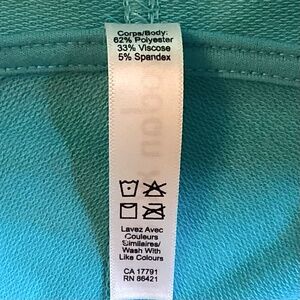 Corps/Body:
62% Polyester
33% Viscose
5% Spandex
Lavez Avec
Couleurs
Similaires/
Wash With
Like Colours
CA 17791
RN 86421